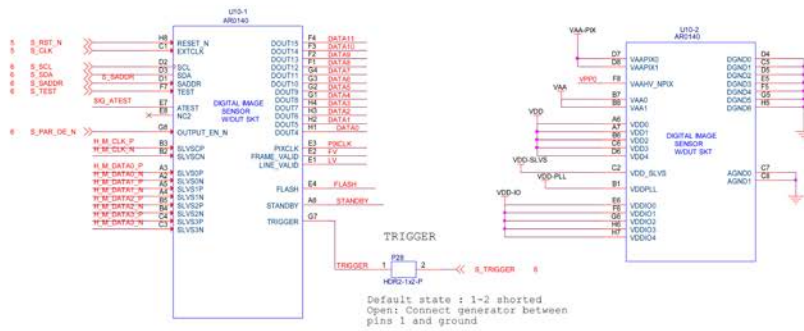 U10-1
AR0140
5 S_RST_N H8 RESET_N
5 S_CLK C1 EXTCLK
6 S_SCL D2 SCL
6 S_SDA D3 SDA
6 S_SADDR S_SADDR D1 SADDR
6 S_TEST F7 TEST
SIG_ATEST E7 ATEST
E8 NC2
6 S_PAR_OE_N G8 OUTPUT_EN_N
H_M_CLK_P B3 SLVSCP
H_M_CLK_N B2 SLVSCN
H_M_DATA0_P A3 SLVS0P
H_M_DATA0_N A2 SLVS0N
H_M_DATA1_P A5 SLVS1P
H_M_DATA1_N A4 SLVS1N
H_M_DATA2_P B5 SLVS2P
H_M_DATA2_N B4 SLVS2N
H_M_DATA3_P C4 SLVS3P
H_M_DATA3_N C3 SLVS3N
DIGITAL IMAGE
SENSOR
W/DUT SKT
DOUT15 F4 DATA11
DOUT14 F3 DATA10
DOUT13 F2 DATA9
DOUT12 F1 DATA8
DOUT11 G4 DATA7
DOUT10 G3 DATA6
DOUT9 G2 DATA5
DOUT8 G1 DATA4
DOUT7 H4 DATA3
DOUT6 H3 DATA2
DOUT5 H2 DATA1
DOUT4 H1 DATA0
PIXCLK E3 PIXCLK
FRAME_VALID E2 FV
LINE_VALID E1 LV
FLASH E4 FLASH
STANDBY STANDBY
TRIGGER G7
TRIGGER
TRIGGER 1 P28 2 S_TRIGGER 6
HDR2-1x2-P
Default state : 1-2 shorted
Open: Connect generator between
pins 1 and ground
U10-2
AR0140
VAA-PIX
D7 VAAPIX0
D8 VAAPIX1
VPP0 F8 VAAHV_NPIX
VAA
B7 VAA0
B8 VAA1
VDD
A6 VDD0
A7 VDD1
B6 VDD2
C6 VDD3
D6 VDD4
VDD-SLVS C2 VDD_SLVS
VDD-PLL B1 VDDPLL
VDD-IO
E6 VDDIO0
F6 VDDIO1
G6 VDDIO2
H6 VDDIO3
H7 VDDIO4
DIGITAL IMAGE
SENSOR
W/DUT SKT
DGND0 D4
DGND1 C5
DGND2 D5
DGND3 E5
DGND4 F5
DGND5 G5
DGND6 H5
AGND0 C7
AGND1 C8